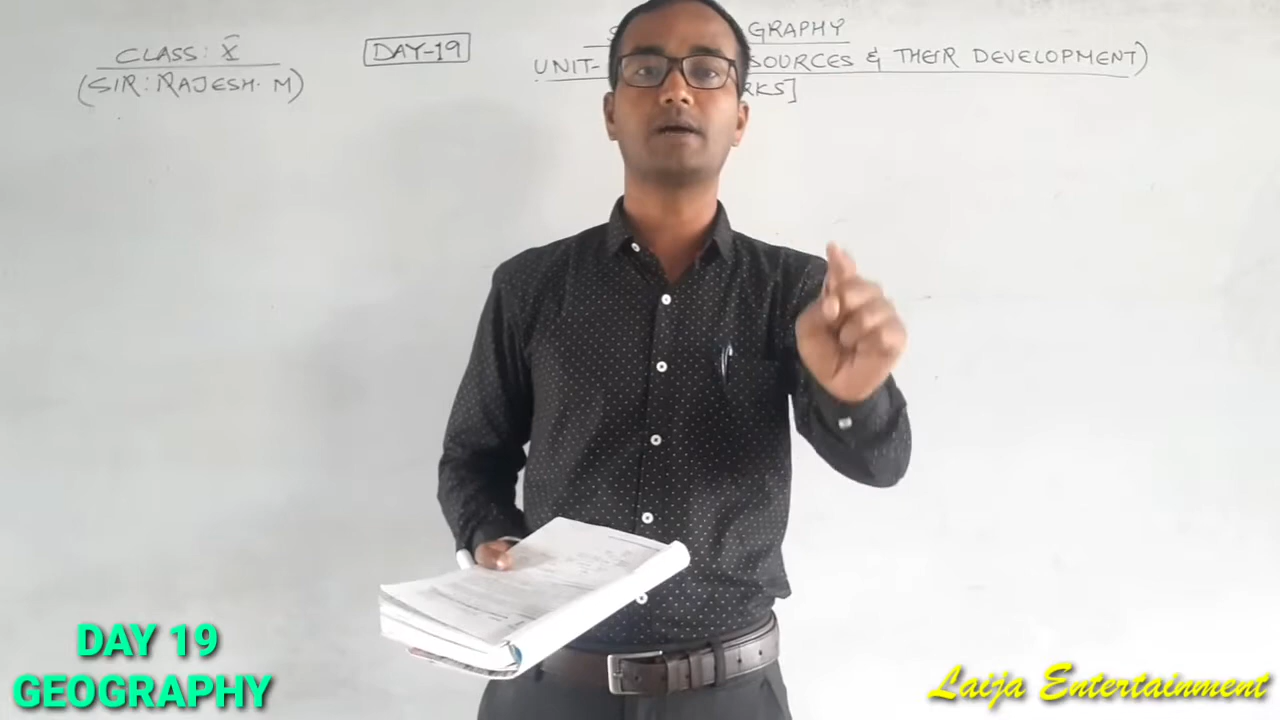 CLASS: X
(SIR: RAJESH. M)
DAY-19
GRAPHY
UNIT- SOURCES & THEIR DEVELOPMENT)
RKS]
DAY 19
GEOGRAPHY
Laija Entertainment